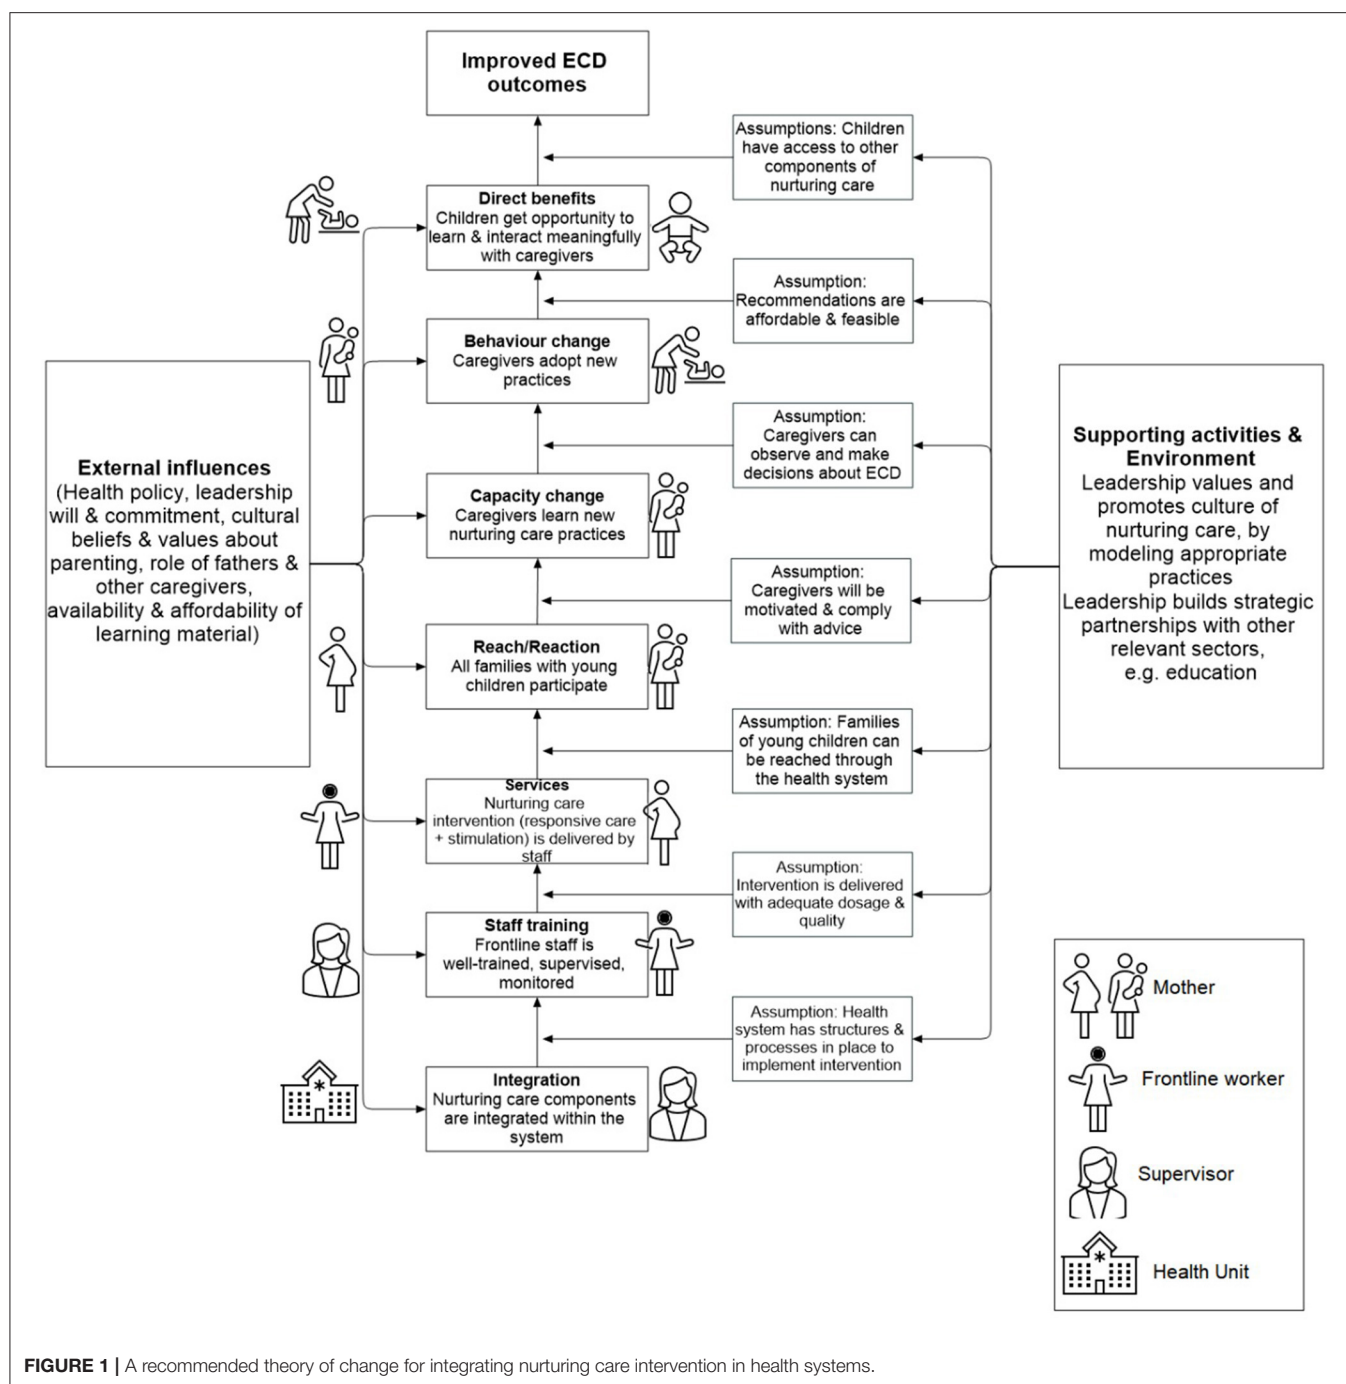 Improved ECD
outcomes
Assumptions: Children
have access to other
components of
nurturing care
Direct benefits
Children get opportunity to
learn & interact meaningfully
with caregivers
Assumption:
Recommendations are
affordable & feasible
Behaviour change
Caregivers adopt new
practices
Assumption:
Caregivers can
observe and make
decisions about ECD
External influences
(Health policy, leadership
will & commitment, cultural
beliefs & values about
parenting, role of fathers &
other caregivers,
availability & affordability of
learning material)
Capacity change
Caregivers learn new
nurturing care practices
Supporting activities &
Environment
Leadership values and
promotes culture of
nurturing care, by
modeling appropriate
practices
Leadership builds strategic
partnerships with other
relevant sectors,
e.g. education
Assumption:
Caregivers will be
motivated & comply
with advice
Reach/Reaction
All families with young
children participate
Assumption: Families
of young children can
be reached through
the health system
Services
Nurturing care
intervention (responsive care
+ stimulation) is delivered by
staff
Assumption:
Intervention is delivered
with adequate dosage &
quality
Staff training
Frontline staff is
well-trained, supervised,
monitored
Assumption: Health
system has structures &
processes in place to
implement intervention
Integration
Nurturing care components
are integrated within the
system
Mother
Frontline worker
Supervisor
Health Unit
FIGURE 1 | A recommended theory of change for integrating nurturing care intervention in health systems.